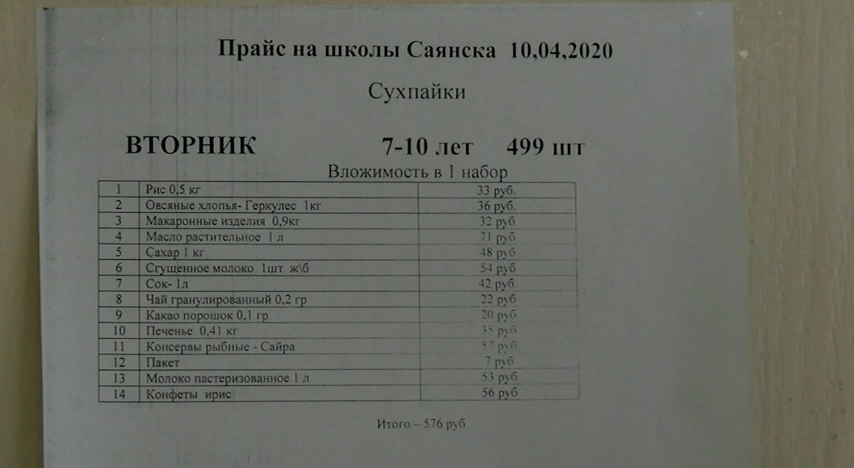 Прайс на школы Саянска 10,04,2020
Сухпайки
ВТОРНИК 7-10 лет 499 шт
Вложимость в 1 набор
1 Рис 0,5 кг 33 руб.
2 Овсяные хлопья- Геркулес 1кг 36 руб.
3 Макаронные изделия 0,9кг 32 руб
4 Масло растительное 1 л 71 руб
5 Сахар 1 кг 48 руб
6 Сгущенное молоко 1шт ж\б 54 руб
7 Сок- 1л 42 руб.
8 Чай гранулированный 0,2 гр 22 руб
9 Какао порошок 0,1 гр 20 руб
10 Печенье 0,41 кг 35 руб
11 Консервы рыбные - Сайра 57 руб
12 Пакет 7 руб
13 Молоко пастеризованное 1 л 53 руб
14 Конфеты ирис 56 руб
Итого – 576 руб